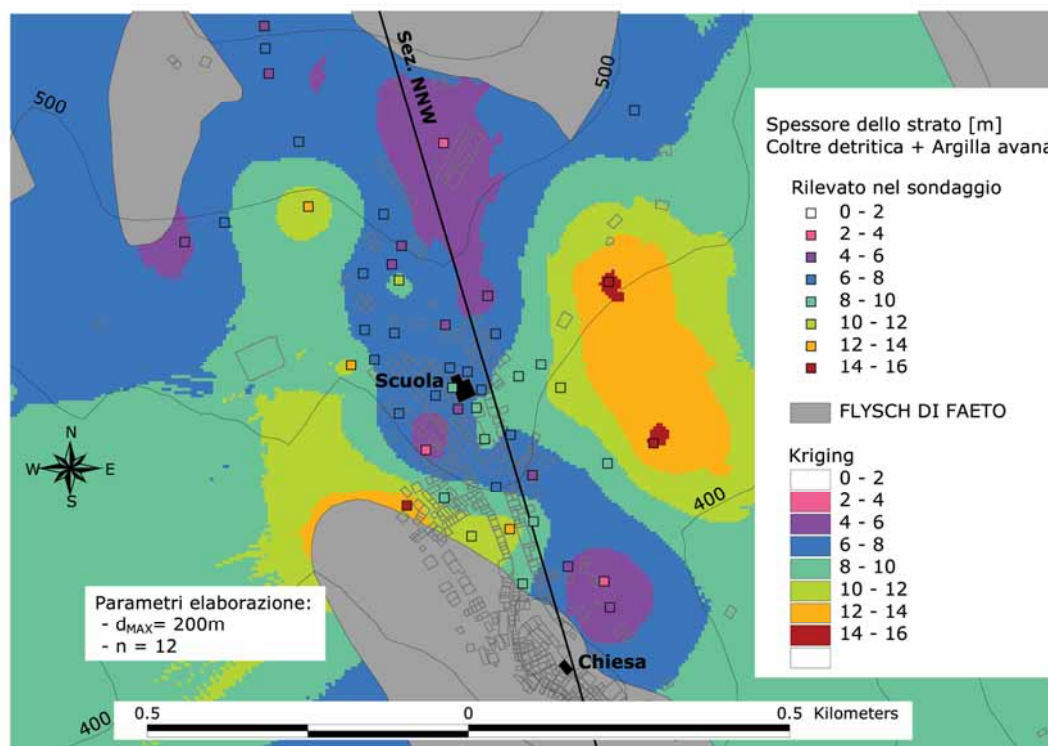 500
Sez. NNW
500
Spessore dello strato [m]
Coltre detritica + Argilla avana
Rilevato nel sondaggio
0 - 2
2 - 4
4 - 6
6 - 8
8 - 10
10 - 12
12 - 14
14 - 16
FLYSCH DI FAETO
Kriging
0 - 2
2 - 4
4 - 6
6 - 8
8 - 10
10 - 12
12 - 14
14 - 16
Scuola
N
W E
S
400
Parametri elaborazione:
- dMAX= 200m
- n = 12
Chiesa
400
0.5 0 0.5 Kilometers